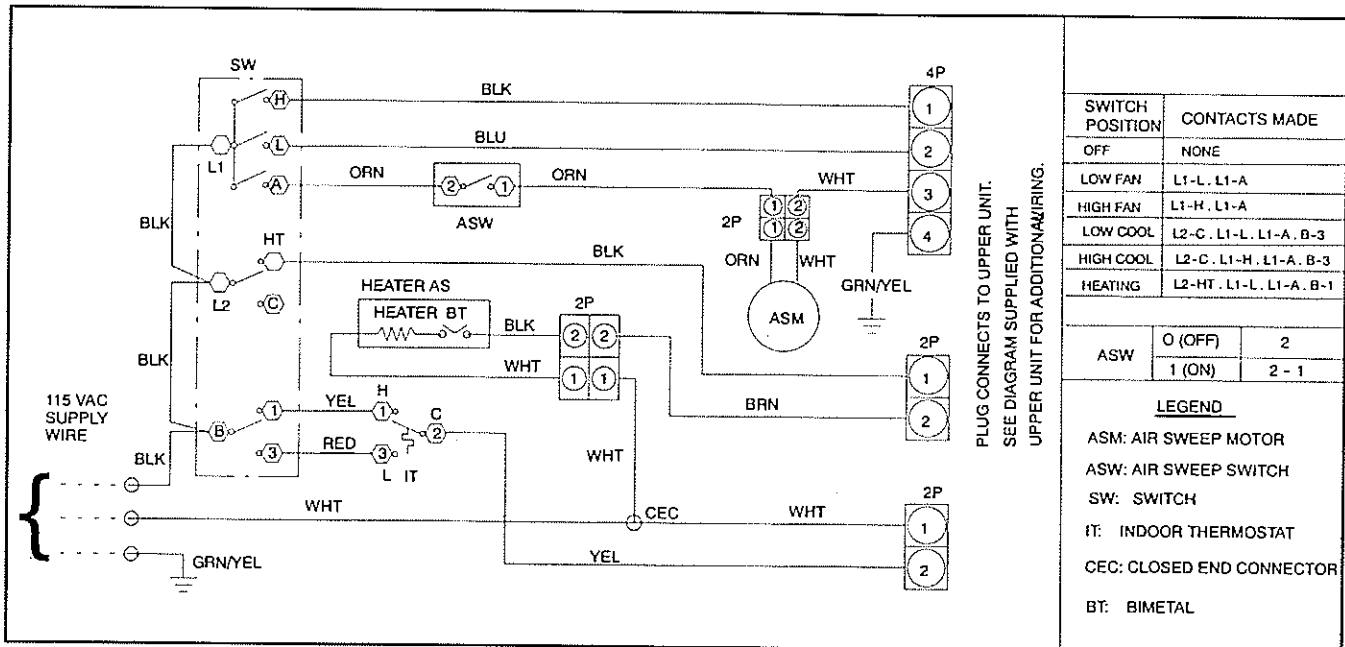 SW
BLK
4P
H
1
BLU
L
2
L1
ORN
ORN
WHT
A
2
1
3
ASW
1
2
2P
1
2
4
BLK
HT
BLK
ORN
WHT
GRN/YEL
L2
C
HEATER AS
HEATER BT
2P
ASM
BLK
2
2
2P
BLK
WHT
1
1
1
BRN
2
115 VAC
SUPPLY
WIRE
YEL
H
1
1
C
B
2
RED
3
3
L
IT
BLK
WHT
2P
WHT
CEC
WHT
1
YEL
2
GRN/YEL
PLUG CONNECTS TO UPPER UNIT.
SEE DIAGRAM SUPPLIED WITH
UPPER UNIT FOR ADDITIONAL WIRING.
SWITCH POSITION CONTACTS MADE
OFF NONE
LOW FAN L1-L . L1-A
HIGH FAN L1-H . L1-A
LOW COOL L2-C . L1-L . L1-A . B-3
HIGH COOL L2-C . L1-H . L1-A . B-3
HEATING L2-HT . L1-L . L1-A . B-1
ASW O (OFF) 2
1 (ON) 2 - 1
LEGEND
ASM: AIR SWEEP MOTOR
ASW: AIR SWEEP SWITCH
SW: SWITCH
IT: INDOOR THERMOSTAT
CEC: CLOSED END CONNECTOR
BT: BIMETAL